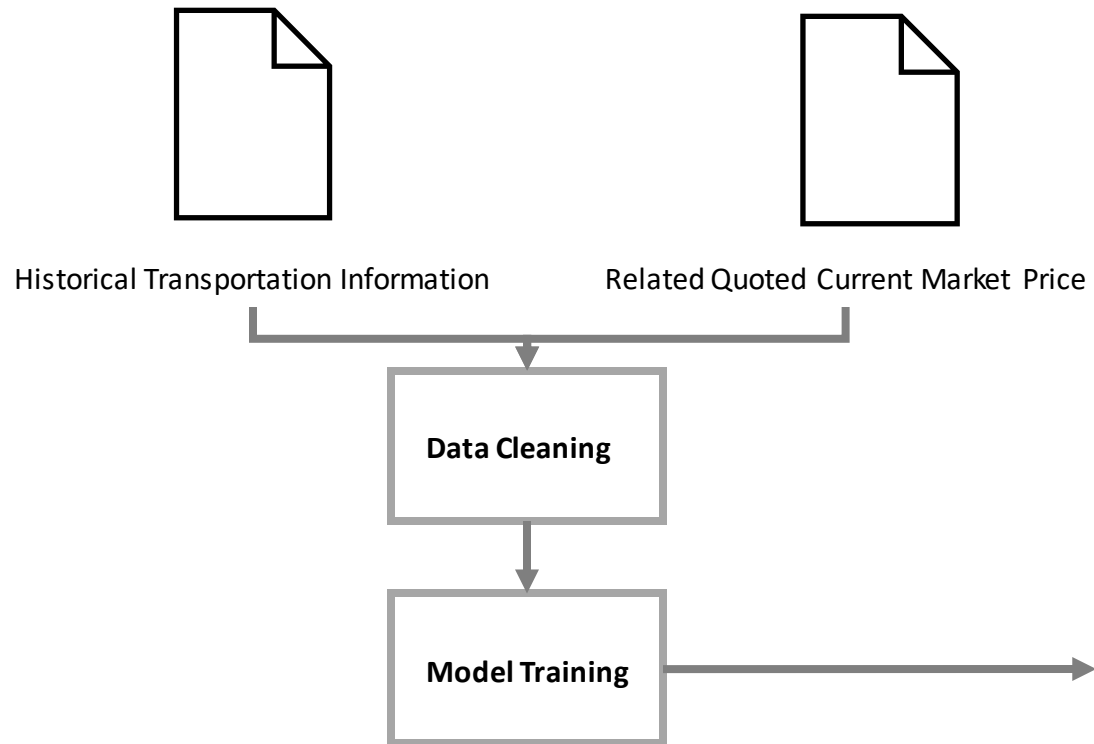 Historical Transportation Information
Related Quoted Current Market Price
Data Cleaning
Model Training